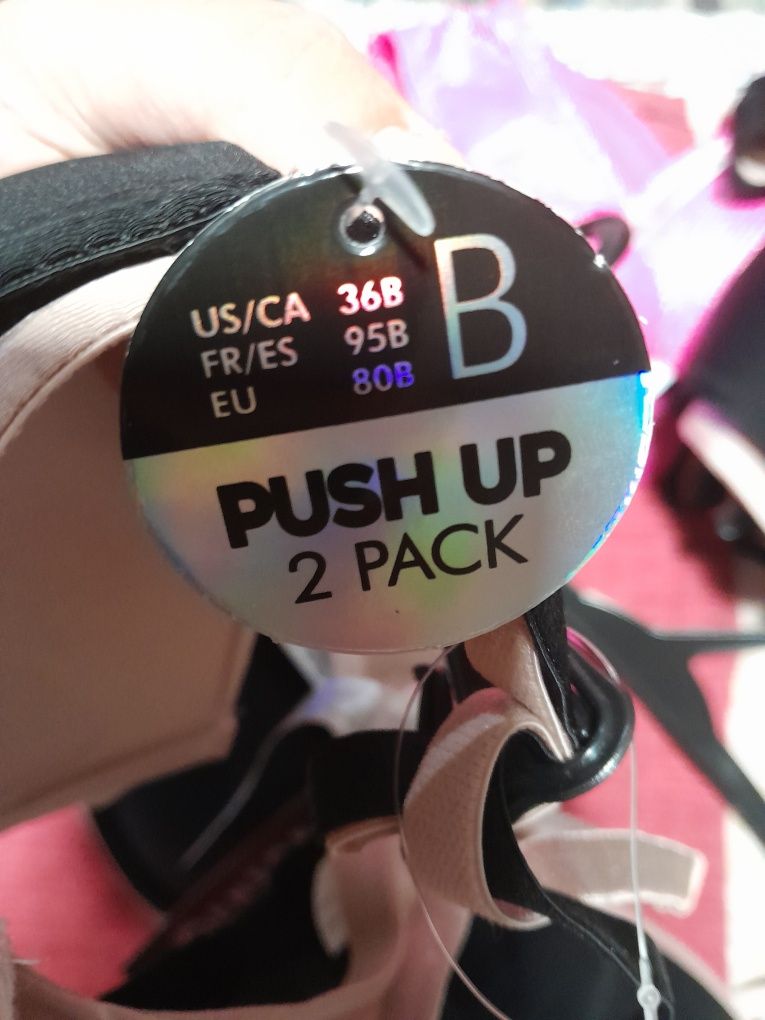 US/CA 36B
FR/ES 95B
EU 80B
B
PUSH UP
2 PACK